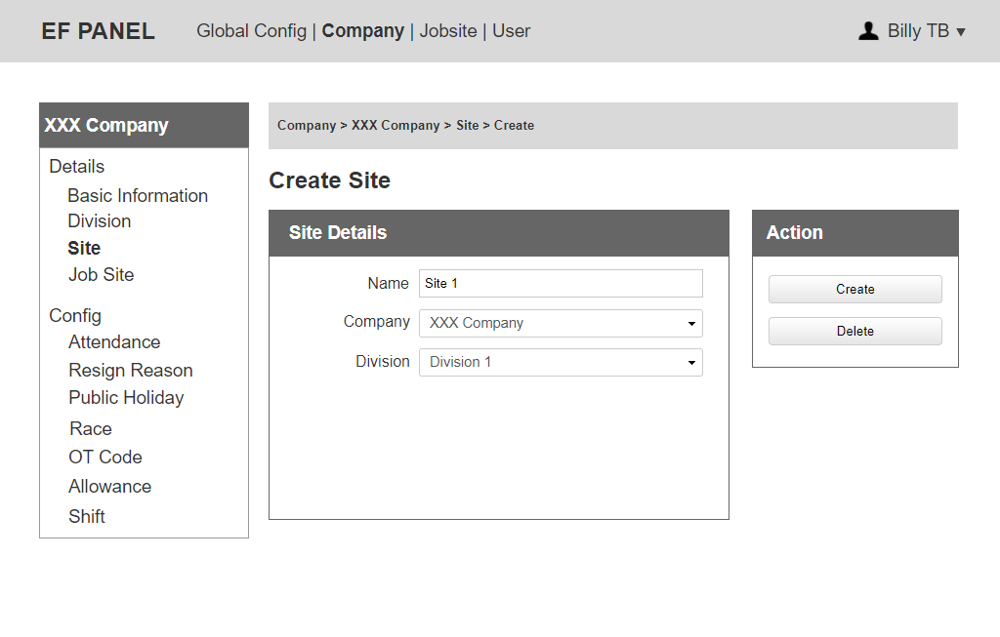 EF PANEL
Global Config | Company | Jobsite | User
Billy TB ▼
XXX Company
Details
Basic Information
Division
Site
Job Site
Config
Attendance
Resign Reason
Public Holiday
Race
OT Code
Allowance
Shift
Company > XXX Company > Site > Create
Create Site
Site Details
Name Site 1
Company XXX Company
Division Division 1
Action
Create
Delete